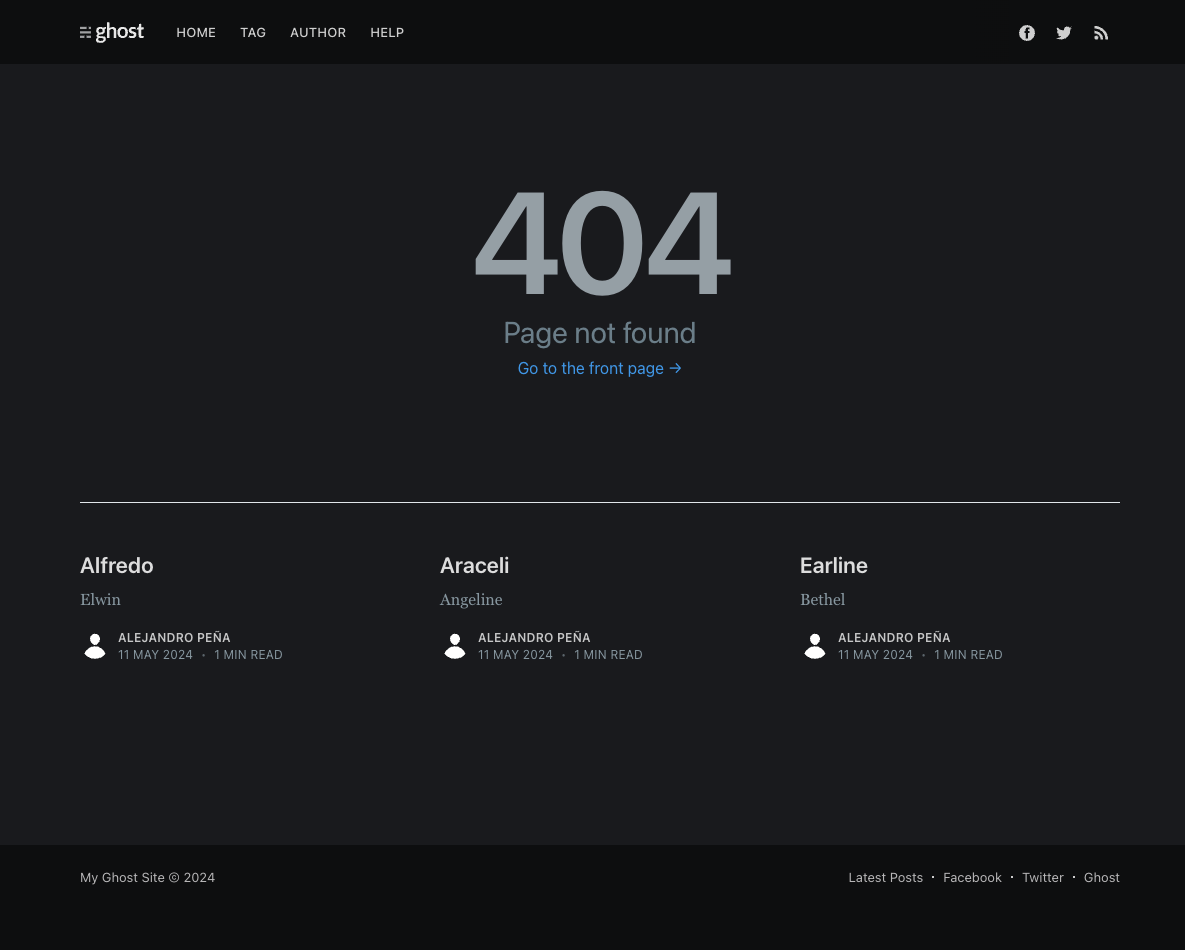 ghost HOME TAG AUTHOR HELP
404
Page not found
Go to the front page →
Alfredo
Elwin
ALEJANDRO PEÑA
11 MAY 2024 • 1 MIN READ
Araceli
Angeline
ALEJANDRO PEÑA
11 MAY 2024 • 1 MIN READ
Earline
Bethel
ALEJANDRO PEÑA
11 MAY 2024 • 1 MIN READ
My Ghost Site © 2024
Latest Posts · Facebook · Twitter · Ghost